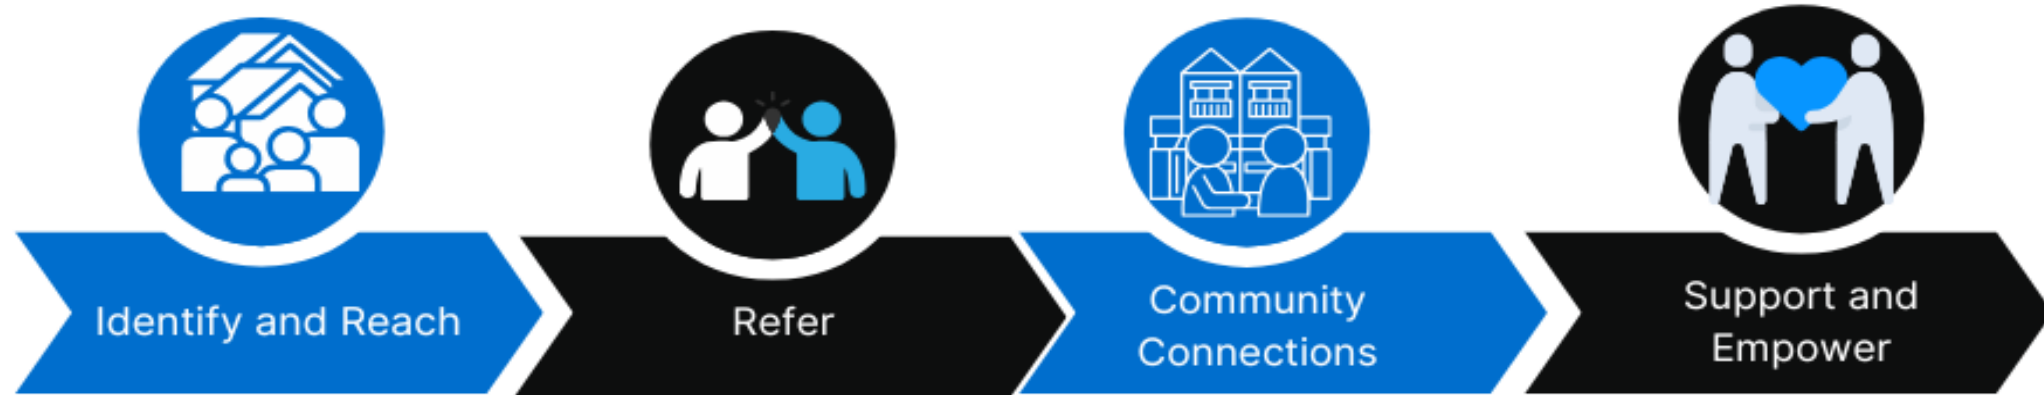 Identify and Reach
Refer
Community
Connections
Support and
Empower